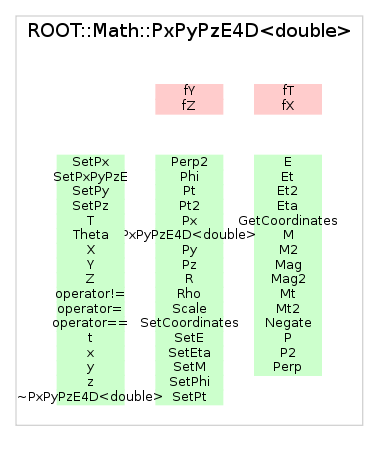 ROOT::Math::PxPyPzE4D<double>
fY
fZ
fT
fX
SetPx
SetPxPyPzE
SetPy
SetPz
T
Theta
X
Y
Z
operator!=
operator=
operator==
t
x
y
z
~PxPyPzE4D<double>
Perp2
Phi
Pt
Pt2
Px
PxPyPzE4D<double>
Py
Pz
R
Rho
Scale
SetCoordinates
SetE
SetEta
SetM
SetPhi
SetPt
E
Et
Et2
Eta
GetCoordinates
M
M2
Mag
Mag2
Mt
Mt2
Negate
P
P2
Perp